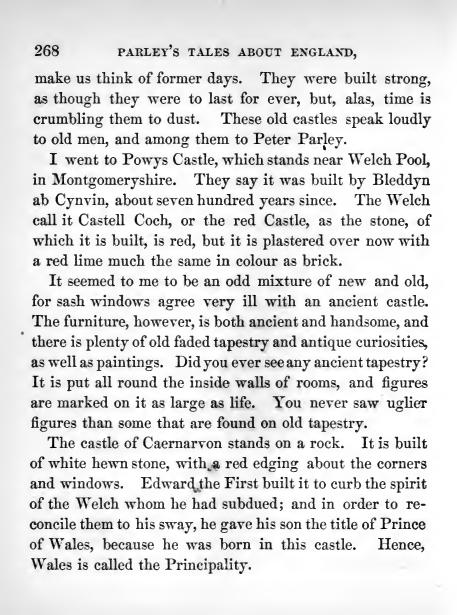 268 PARLEY'S TALES ABOUT ENGLAND,
make us think of former days. They were built strong,
as though they were to last for ever, but, alas, time is
crumbling them to dust. These old castles speak loudly
to old men, and among them to Peter Parley.
I went to Powys Castle, which stands near Welch Pool,
in Montgomeryshire. They say it was built by Bleddyn
ab Cynvin, about seven hundred years since. The Welch
call it Castell Coch, or the red Castle, as the stone, of
which it is built, is red, but it is plastered over now with
a red lime much the same in colour as brick.
It seemed to me to be an odd mixture of new and old,
for sash windows agree very ill with an ancient castle.
The furniture, however, is both ancient and handsome, and
there is plenty of old faded tapestry and antique curiosities,
as well as paintings. Did you ever see any ancient tapestry?
It is put all round the inside walls of rooms, and figures
are marked on it as large as life. You never saw uglier
figures than some that are found on old tapestry.
The castle of Caernarvon stands on a rock. It is built
of white hewn stone, with a red edging about the corners
and windows. Edward the First built it to curb the spirit
of the Welch whom he had subdued; and in order to re-
concile them to his sway, he gave his son the title of Prince
of Wales, because he was born in this castle. Hence,
Wales is called the Principality.